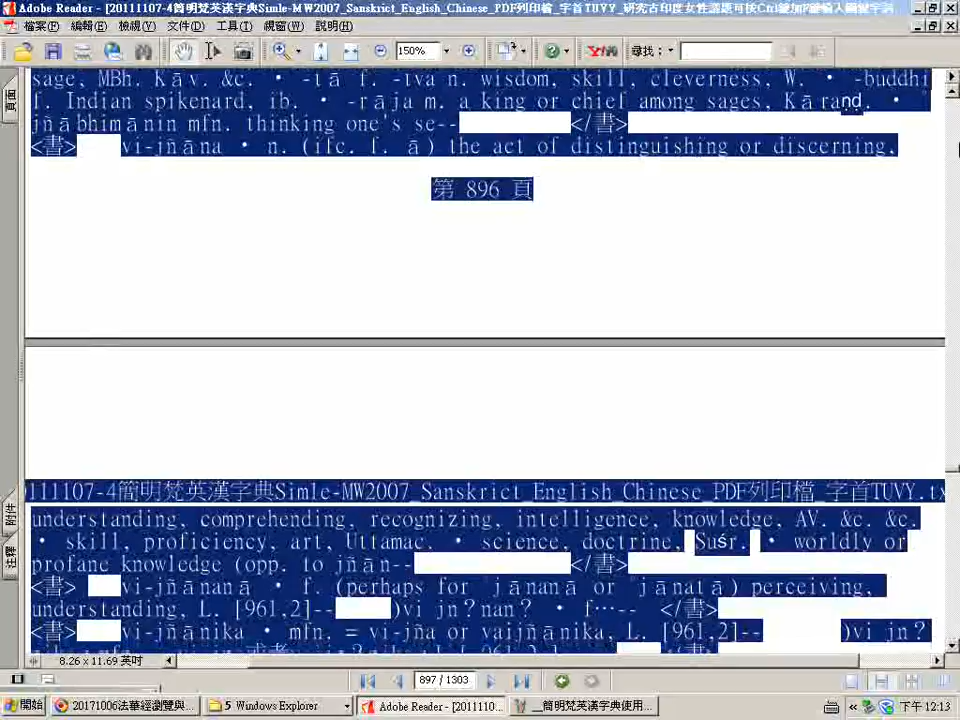 Adobe Reader - [20111107-4簡明梵英漢字典Simle-MW2007_Sanskrict_English_Chinese_PDF列印檔_字首TUVY_研究古印度女性議題可按Ctrl鍵加F鍵輸入關鍵字詞
檔案(F) 編輯(E) 檢視(V) 文件(D) 工具(T) 視窗(W) 說明(H)
150% Y! 尋找:
頁面
sage, MBh. Kāv. &c. • -tā f. -tva n. wisdom, skill, cleverness, W. • -buddhi
f. Indian spikenard, ib. • -rāja m. a king or chief among sages, Kāraṇḍ. •
jñābhimānin mfn. thinking one's se-- </書>
<書> vi-jñāna • n. (ifc. f. ā) the act of distinguishing or discerning,
第 896 頁
111107-4簡明梵英漢字典Simle-MW2007_Sanskrict_English_Chinese_PDF列印檔_字首TUVY.tx
understanding, comprehending, recognizing, intelligence, knowledge, AV. &c. &c.
• skill, proficiency, art, Uttamac. • science, doctrine, Suśr. • worldly or
profane knowledge (opp. to jñān-- </書>
<書> vi-jñānanā • f. (perhaps for jānanā or jānatā) perceiving,
understanding, L. [961,2]-- )vi jn?nan? • f…-- </書>
<書> vi-jñānika • mfn. = vi-jña or vaijñānika, L. [961,2]-- )vi jn?
附件
注釋
8.26 x 11.69 英吋
897 / 1303
開始 20171006法華經瀏覽與... 5 Windows Explorer Adobe Reader - [2011110... __簡明梵英漢字典使用... 下午 12:13